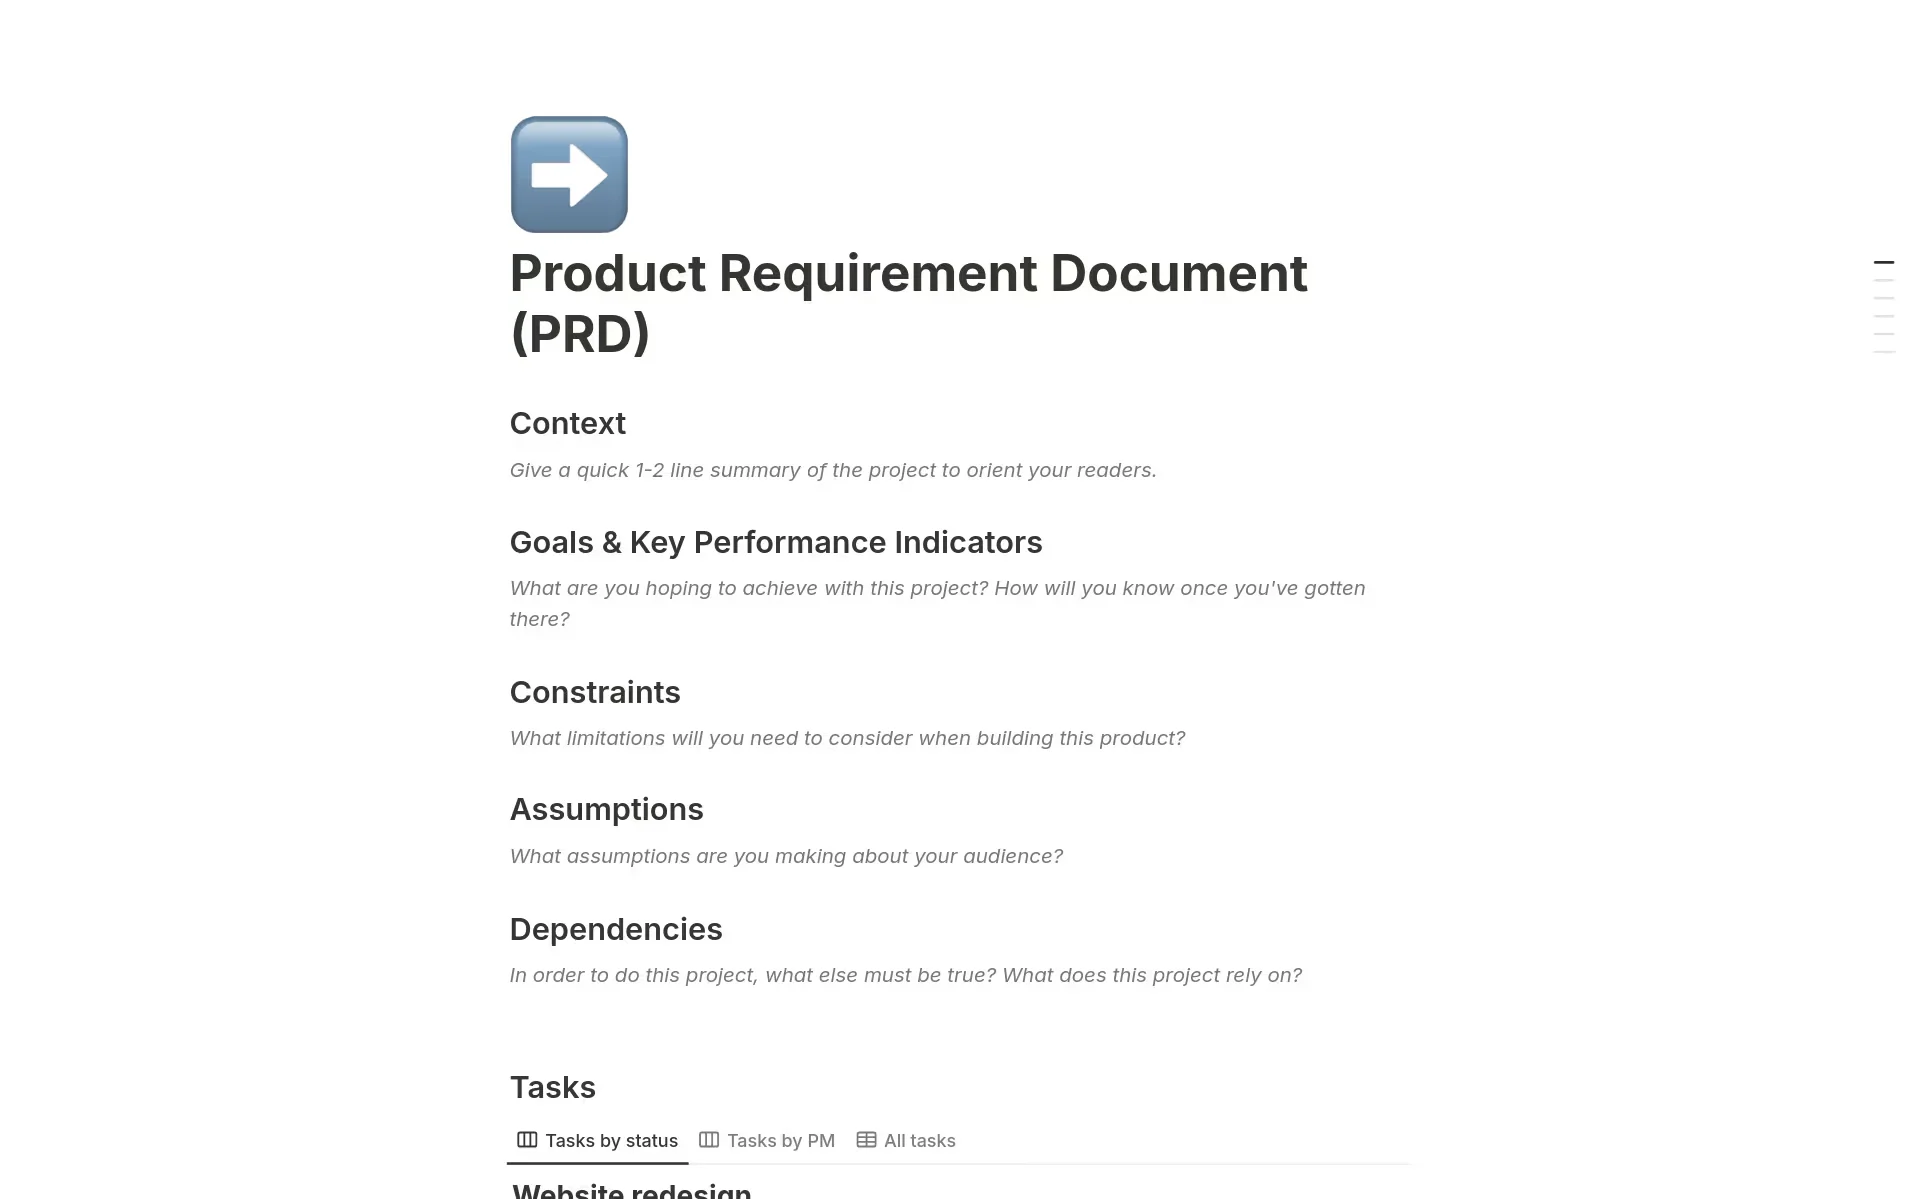 Product Requirement Document
(PRD)
Context
Give a quick 1-2 line summary of the project to orient your readers.
Goals & Key Performance Indicators
What are you hoping to achieve with this project? How will you know once you've gotten
there?
Constraints
What limitations will you need to consider when building this product?
Assumptions
What assumptions are you making about your audience?
Dependencies
In order to do this project, what else must be true? What does this project rely on?
Tasks
Tasks by status Tasks by PM All tasks
Website redesign